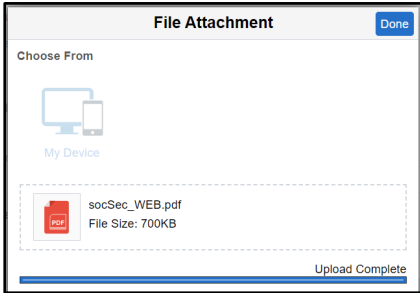 File Attachment
Done
Choose From
My Device
PDF
socSec_WEB.pdf
File Size: 700KB
Upload Complete